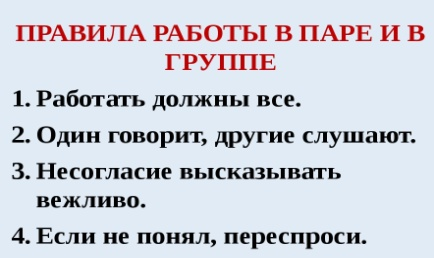 ПРАВИЛА РАБОТЫ В ПАРЕ И В
ГРУППЕ
1. Работать должны все.
2. Один говорит, другие слушают.
3. Несогласие высказывать
вежливо.
4. Если не понял, переспроси.